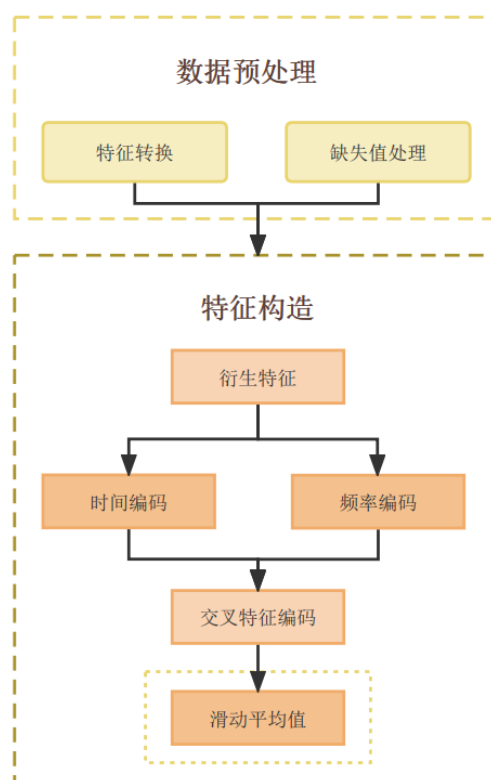 数据预处理
特征转换
缺失值处理
特征构造
衍生特征
时间编码
频率编码
交叉特征编码
滑动平均值